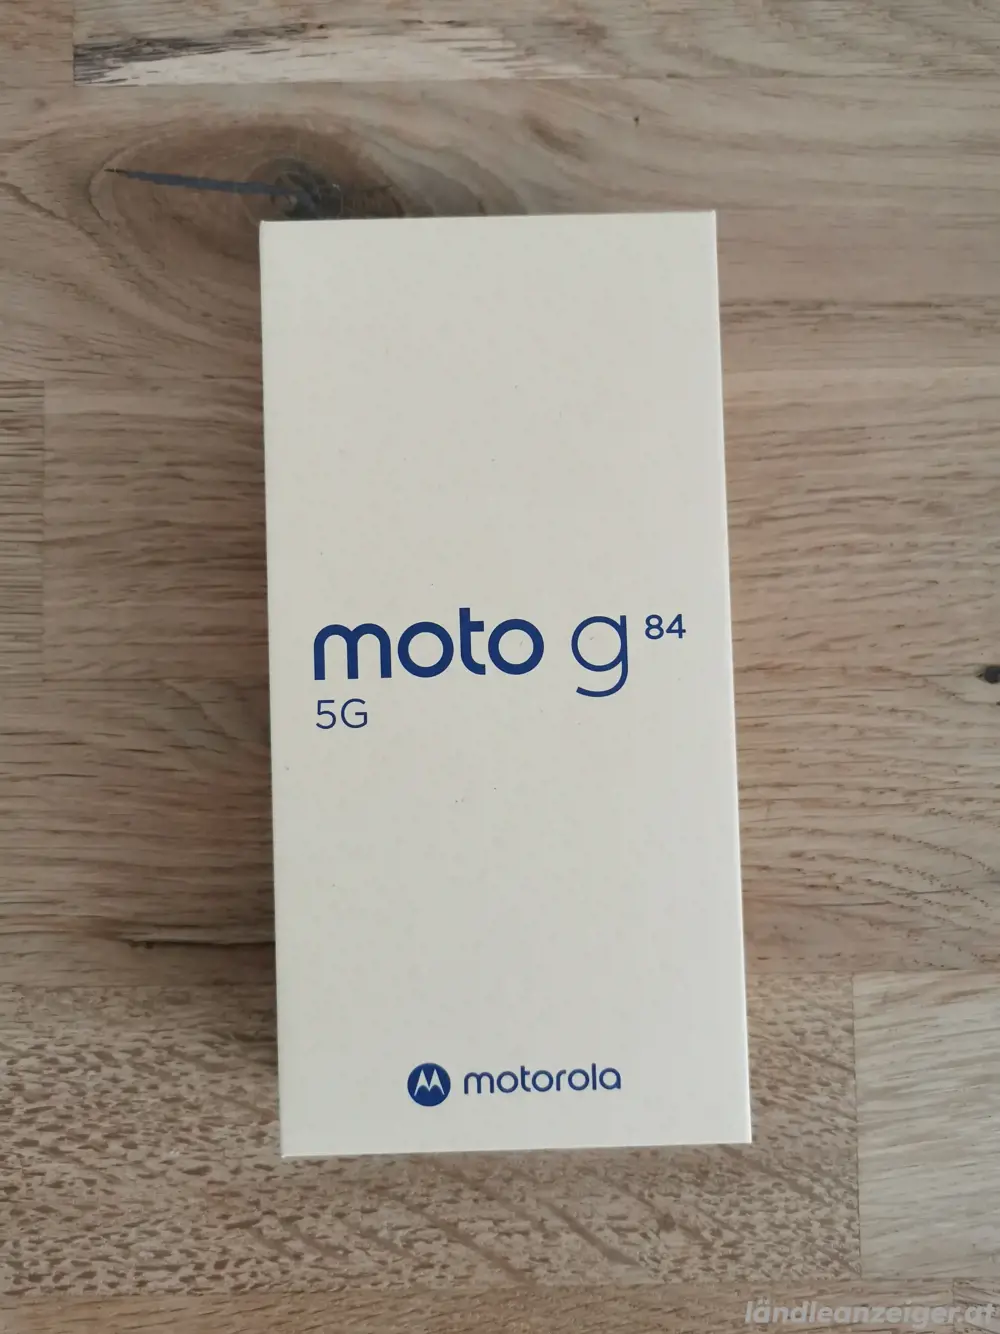 moto g 84
5G
motorola
ländleanzeiger.at